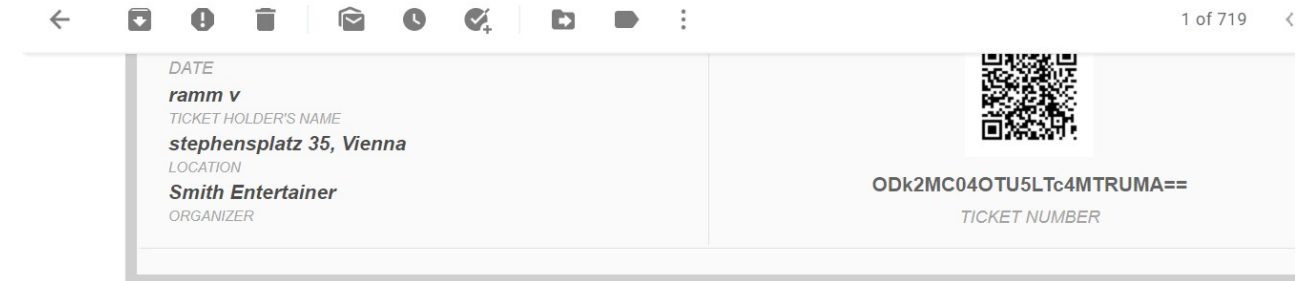 1 of 719
DATE
ramm v
TICKET HOLDER'S NAME
stephensplatz 35, Vienna
LOCATION
Smith Entertainer
ORGANIZER
ODk2MC04OTU5LTc4MTRUMA==
TICKET NUMBER